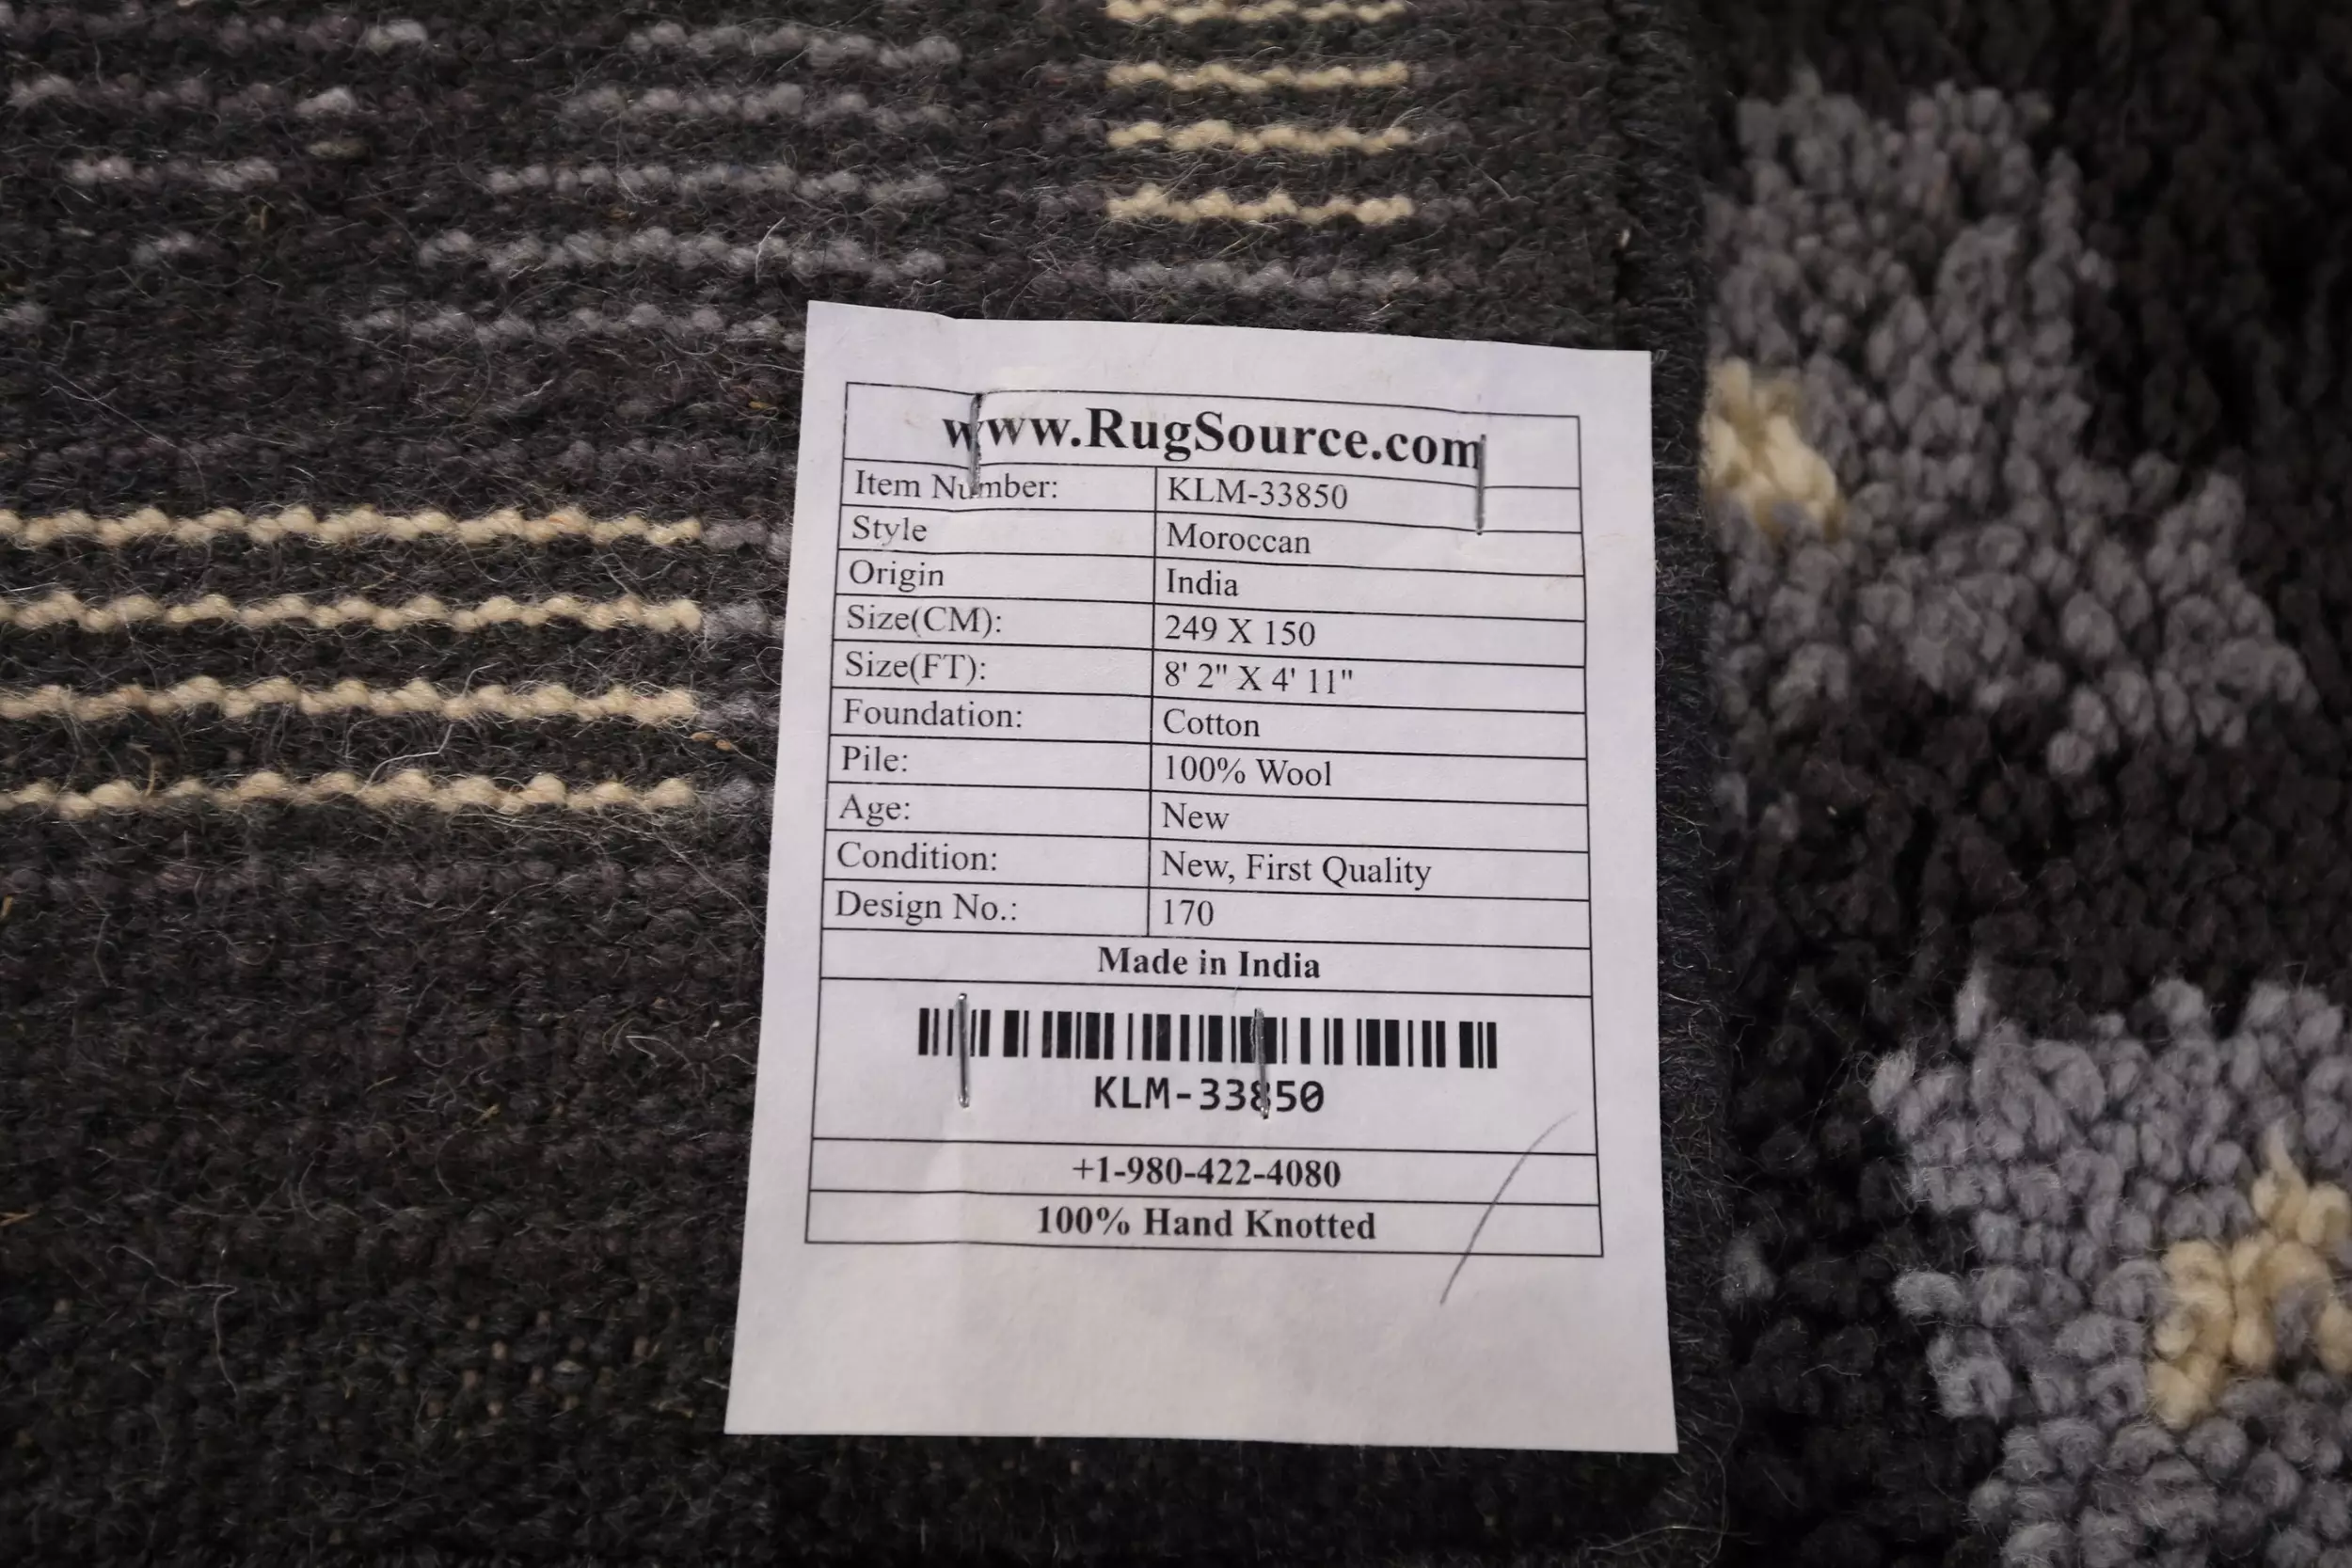 www.RugSource.com
Item Number: KLM-33850
Style Moroccan
Origin India
Size(CM): 249 X 150
Size(FT): 8' 2" X 4' 11"
Foundation: Cotton
Pile: 100% Wool
Age: New
Condition: New, First Quality
Design No.: 170
Made in India
KLM-33850
+1-980-422-4080
100% Hand Knotted